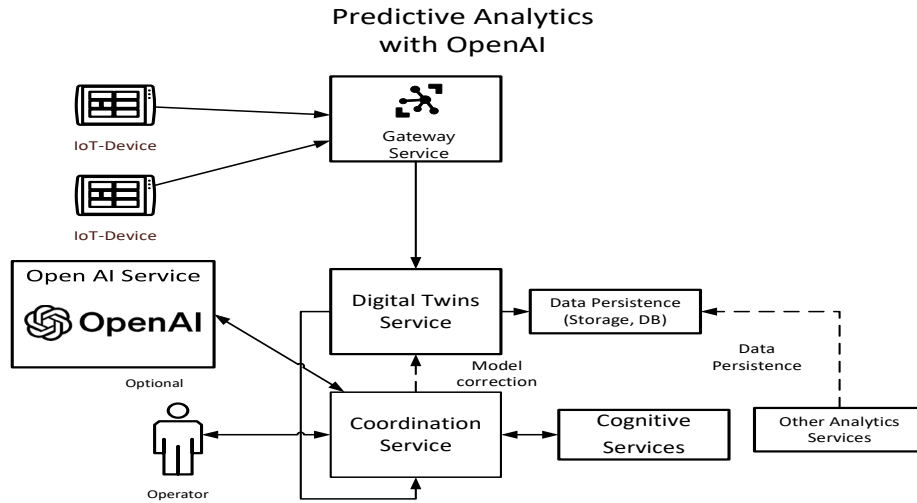 Predictive Analytics
with OpenAI
IoT-Device
Gateway
Service
IoT-Device
Open AI Service
OpenAI
Digital Twins
Service
Data Persistence
(Storage, DB)
Model
correction
Data
Persistence
Optional
Coordination
Service
Cognitive
Services
Other Analytics
Services
Operator